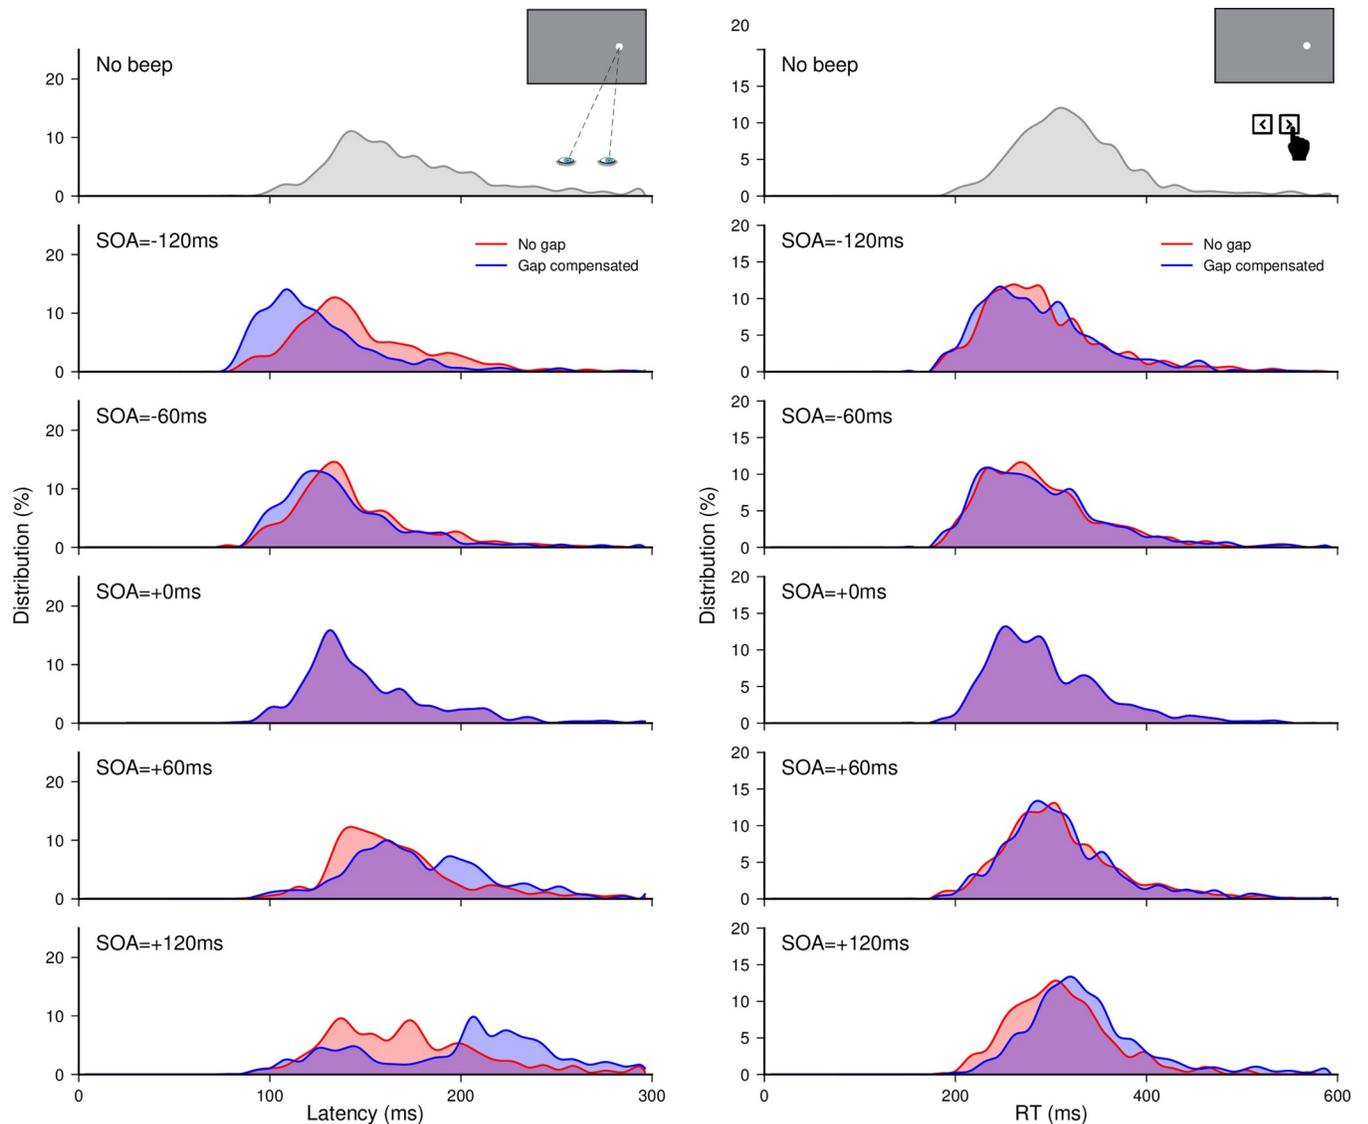 No beep
20
10
0
SOA=-120ms
No gap
Gap compensated
20
10
0
SOA=-60ms
20
10
0
SOA=+0ms
20
10
0
SOA=+60ms
20
10
0
SOA=+120ms
20
10
0
0 100 200 300
Latency (ms)
Distribution (%)
20
No beep
15
10
5
0
20
SOA=-120ms
No gap
Gap compensated
15
10
5
0
20
SOA=-60ms
15
10
5
0
20
SOA=+0ms
15
10
5
0
20
SOA=+60ms
15
10
5
0
20
SOA=+120ms
15
10
5
0
0 200 400 600
RT (ms)
Distribution (%)